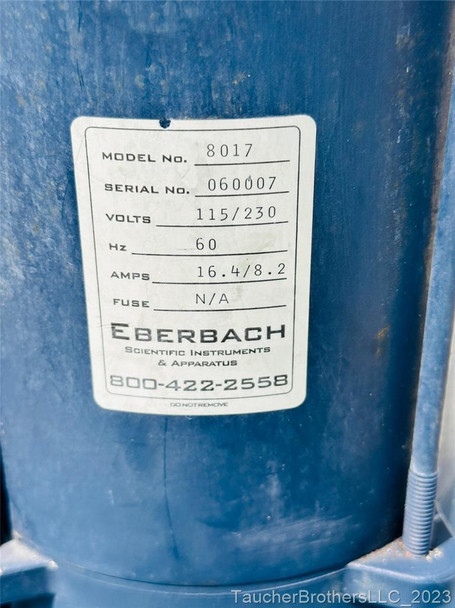 MODEL NO. 8017
SERIAL NO. 060007
VOLTS 115/230
HZ 60
AMPS 16.4/8.2
FUSE N/A
EBERBACH
SCIENTIFIC INSTRUMENTS
& APPARATUS
800-422-2558
DO NOT REMOVE
TaucherBrothersLLC_2023